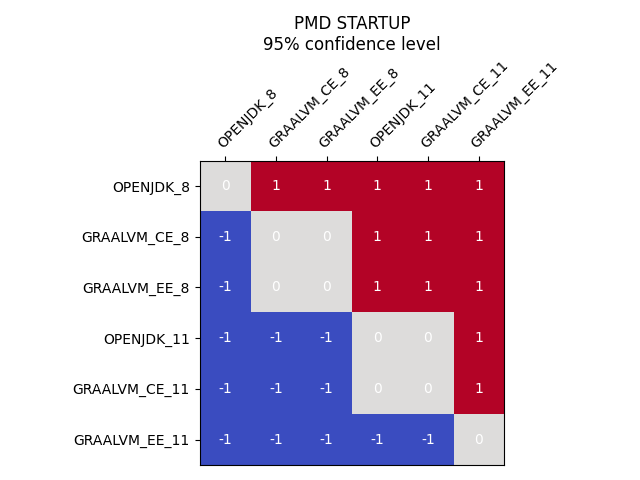 PMD STARTUP
95% confidence level
OPENJDK_8 GRAALVM_CE_8 GRAALVM_EE_8 OPENJDK_11 GRAALVM_CE_11 GRAALVM_EE_11
OPENJDK_8 0 1 1 1 1 1
GRAALVM_CE_8 -1 0 0 1 1 1
GRAALVM_EE_8 -1 0 0 1 1 1
OPENJDK_11 -1 -1 -1 0 0 1
GRAALVM_CE_11 -1 -1 -1 0 0 1
GRAALVM_EE_11 -1 -1 -1 -1 -1 0